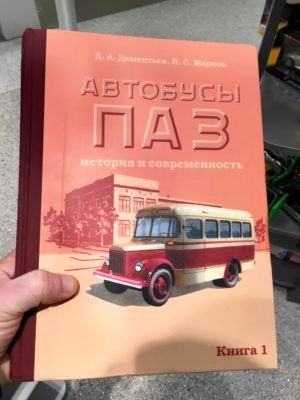 Д. А. Дементьев, Н. С. Марков
АВТОБУСЫ
ПАЗ
история и современность
Книга 1